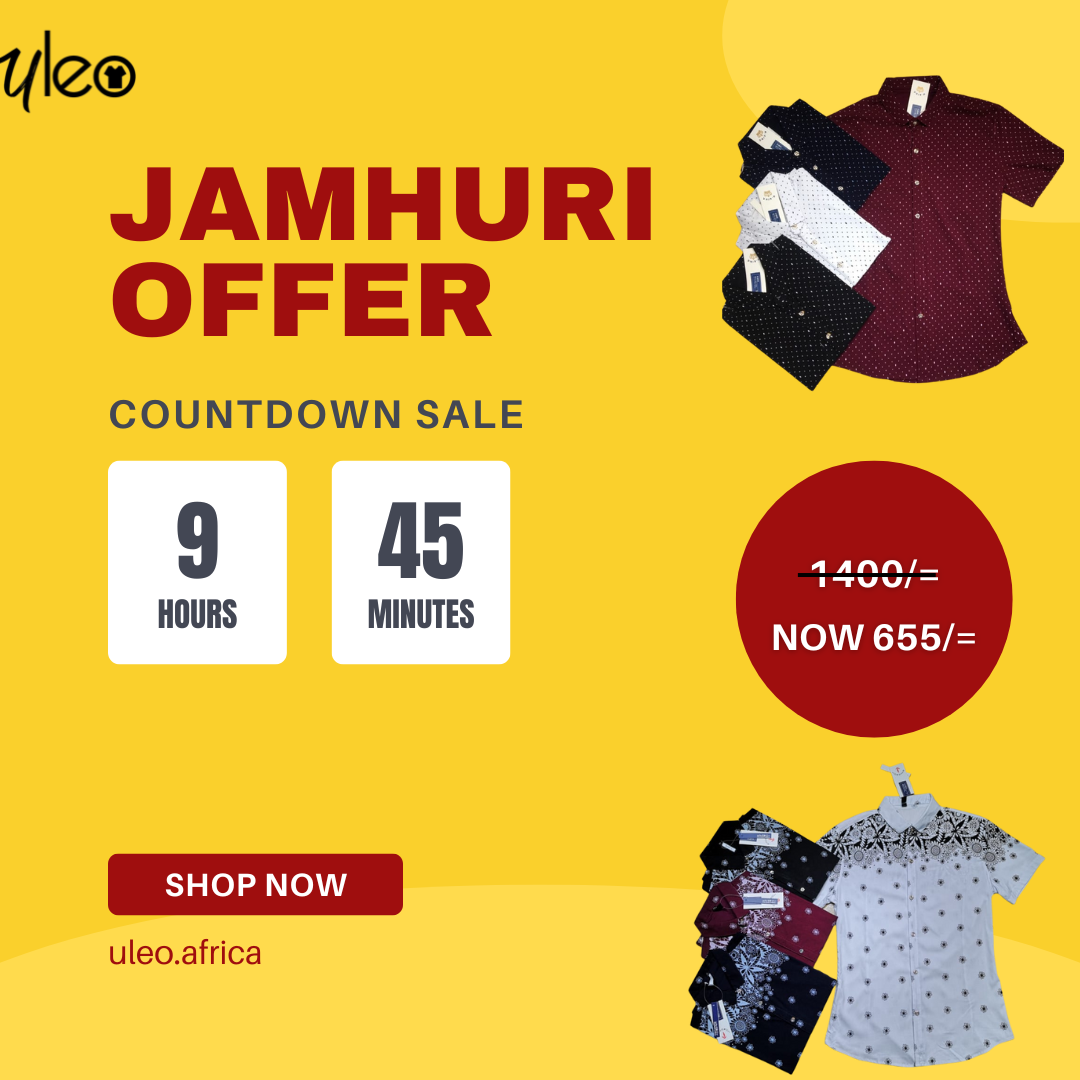 uleo
JAMHURI
OFFER
COUNTDOWN SALE
9
HOURS
45
MINUTES
1400/=
NOW 655/=
SHOP NOW
uleo.africa